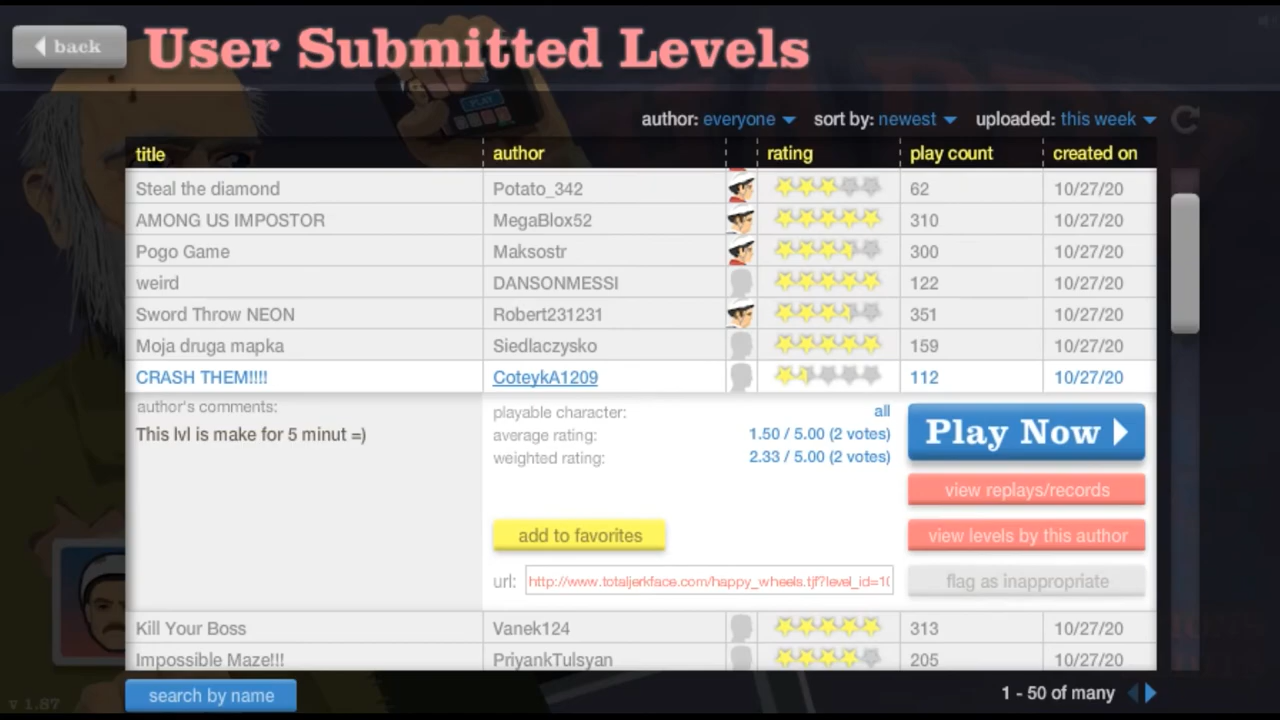 back
User Submitted Levels
author: everyone sort by: newest uploaded: this week
title author rating play count created on
Steal the diamond Potato_342 62 10/27/20
AMONG US IMPOSTOR MegaBlox52 310 10/27/20
Pogo Game Maksostr 300 10/27/20
weird DANSONMESSI 122 10/27/20
Sword Throw NEON Robert231231 351 10/27/20
Moja druga mapka Siedlaczysko 159 10/27/20
CRASH THEM!!!! CoteykA1209 112 10/27/20
author's comments:
This lvl is make for 5 minut =)
playable character: all
average rating: 1.50 / 5.00 (2 votes)
weighted rating: 2.33 / 5.00 (2 votes)
add to favorites
url: http://www.totaljerkface.com/happy_wheels.tjf?level_id=1(
Play Now
view replays/records
view levels by this author
flag as inappropriate
Kill Your Boss Vanek124 313 10/27/20
Impossible Maze!!! PriyankTulsyan 205 10/27/20
search by name
1 - 50 of many
v 1.87